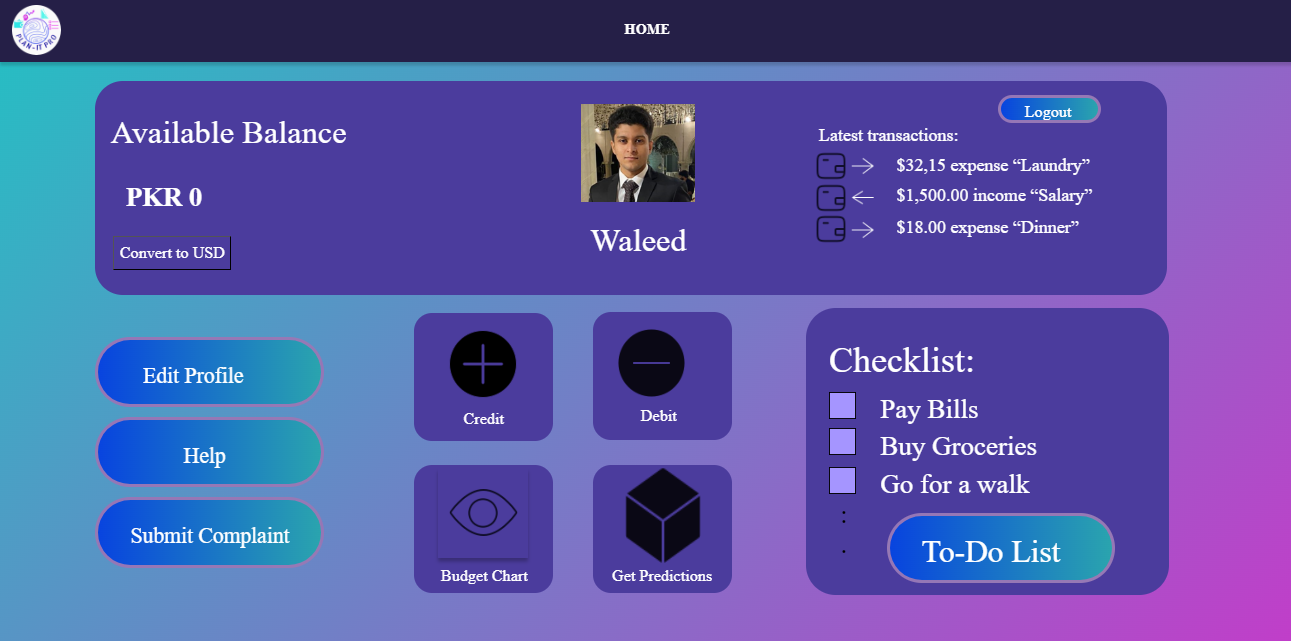 PLAN-IT PRO
HOME
Logout
Available Balance
PKR 0
Convert to USD
Waleed
Latest transactions:
$32,15 expense “Laundry”
$1,500.00 income “Salary”
$18.00 expense “Dinner”
Edit Profile
Help
Submit Complaint
Credit
Debit
Budget Chart
Get Predictions
Checklist:
Pay Bills
Buy Groceries
Go for a walk
:
.
To-Do List